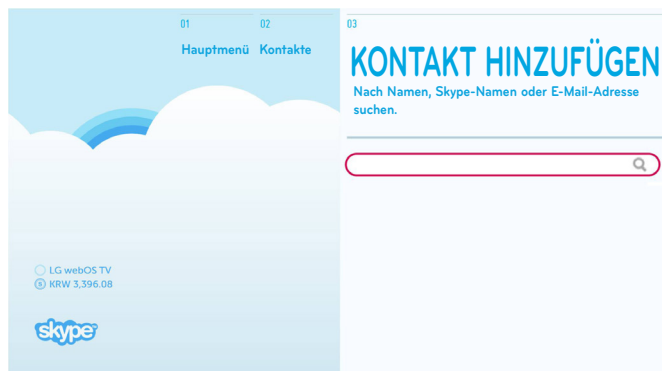 01
Hauptmenü
02
Kontakte
03
KONTAKT HINZUFÜGEN
Nach Namen, Skype-Namen oder E-Mail-Adresse
suchen.
LG webOS TV
KRW 3,396.08
skype